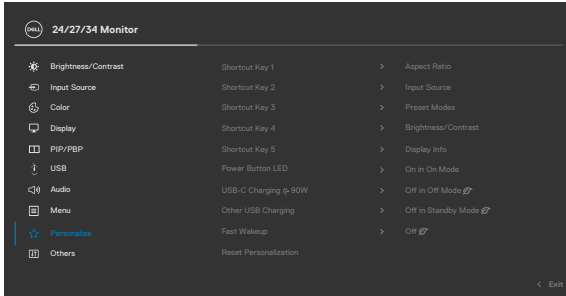 DELL 24/27/34 Monitor
Brightness/Contrast Shortcut Key 1 > Aspect Ratio
Input Source Shortcut Key 2 > Input Source
Color Shortcut Key 3 > Preset Modes
Display Shortcut Key 4 > Brightness/Contrast
PIP/PBP Shortcut Key 5 > Display Info
USB Power Button LED > On in On Mode
Audio USB-C Charging 90W > Off in Off Mode
Menu Other USB Charging > Off in Standby Mode
Personalize Fast Wakeup > Off
Others Reset Personalization
< Exit